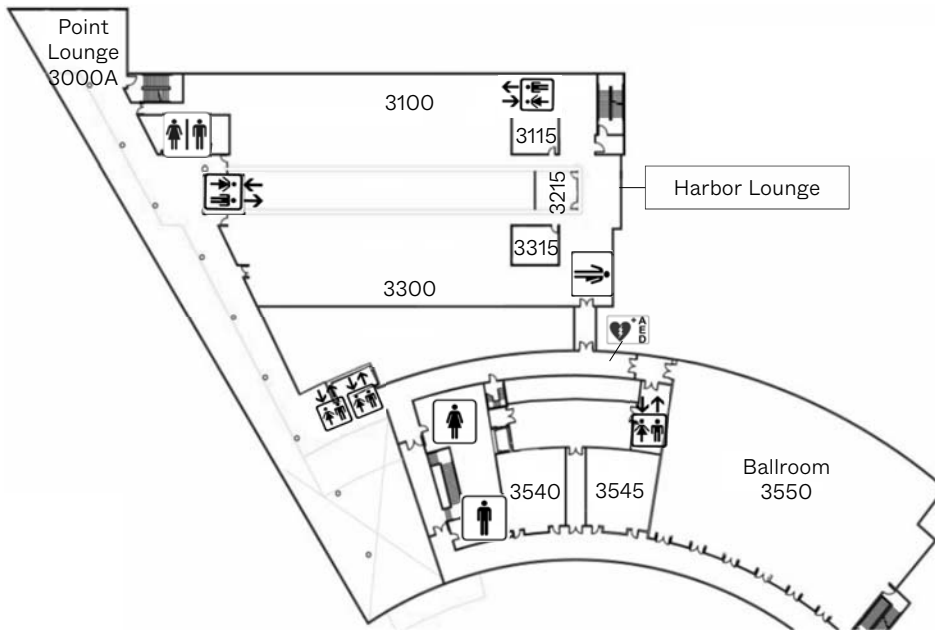 Point
Lounge
3000A
3100
3115
3215
Harbor Lounge
3315
3300
AED
3540
3545
Ballroom
3550